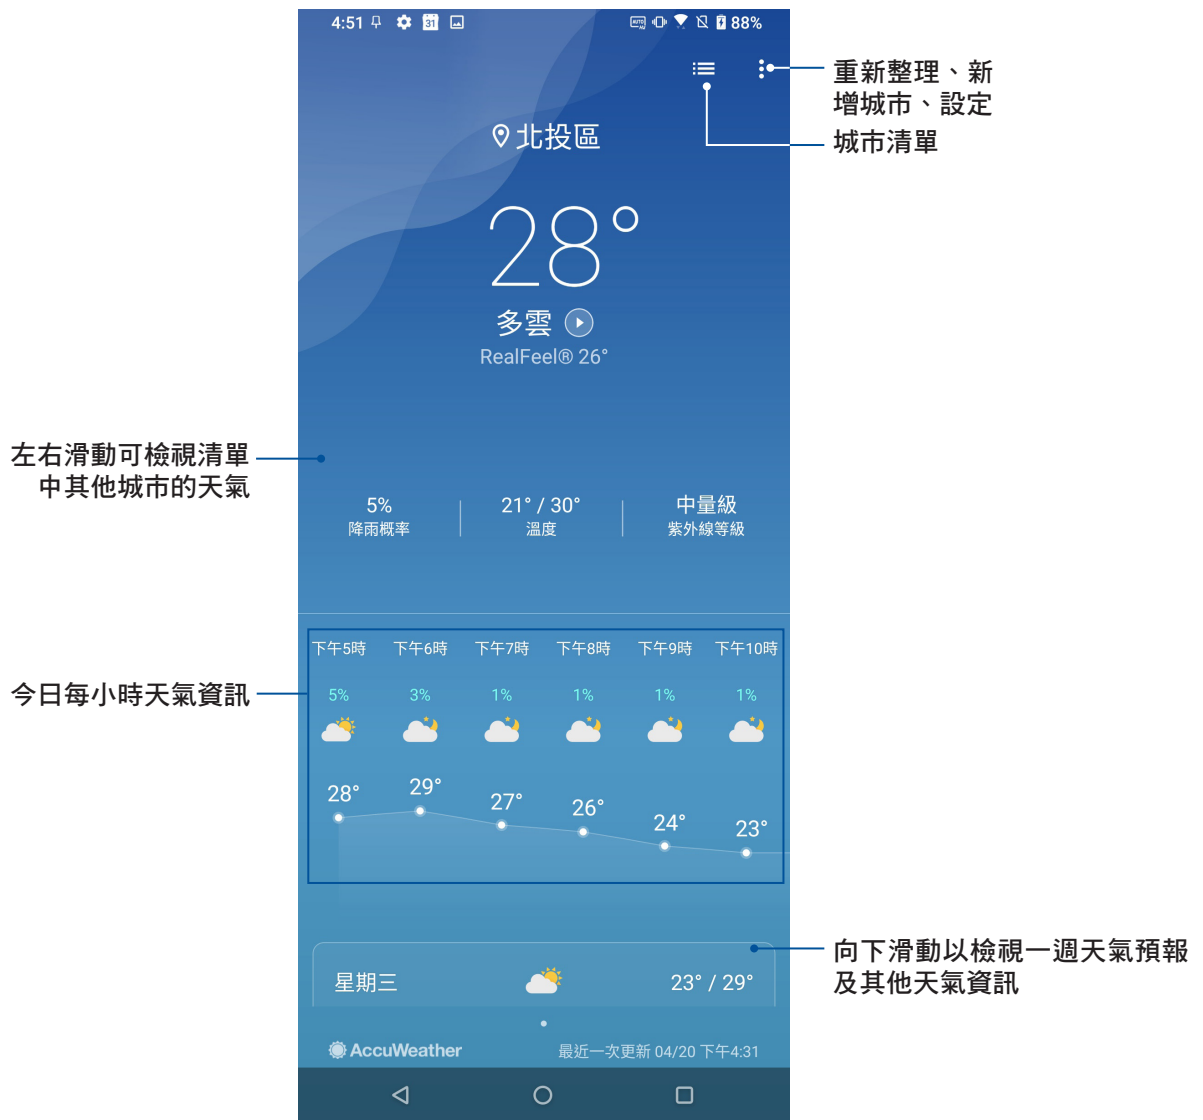 4:51
31
AUTO
88%
重新整理、新
增城市、設定
城市清單
北投區
28°
多雲
RealFeel® 26°
左右滑動可檢視清單
中其他城市的天氣
5% 21° / 30° 中量級
降雨概率 溫度 紫外線等級
下午5時 下午6時 下午7時 下午8時 下午9時 下午10時
今日每小時天氣資訊
5% 3% 1% 1% 1% 1%
28° 29° 27° 26° 24° 23°
向下滑動以檢視一週天氣預報
及其他天氣資訊
星期三 23° / 29°
AccuWeather 最近一次更新 04/20 下午4:31